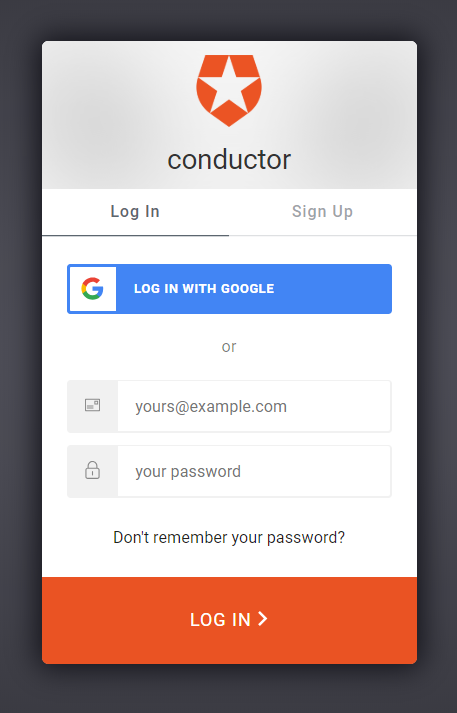 conductor
Log In
Sign Up
LOG IN WITH GOOGLE
or
yours@example.com
your password
Don't remember your password?
LOG IN